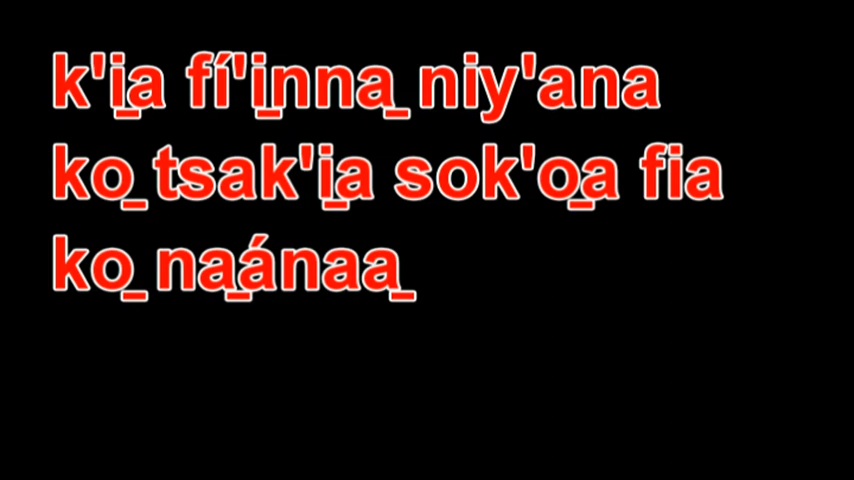 k'i̱a fí'i̱nna̱ niy'ana
ko̱ tsak'i̱a sok'o̱a fia
ko̱ na̱ánaa̱